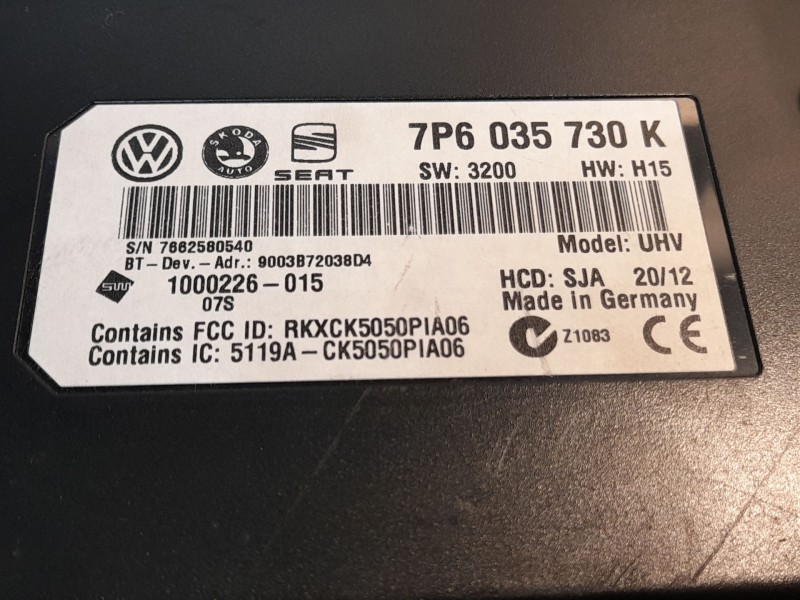 SKODA
AUTO
SEAT
7P6 035 730 K
SW: 3200 HW: H15
S/N 7662580540
BT-Dev.-Adr.: 9003B72038D4
Model: UHV
SW 1000226-015
07S
HCD: SJA 20/12
Made in Germany
Contains FCC ID: RKXCK5050PIA06
Contains IC: 5119A-CK5050PIA06
Z1083
CE